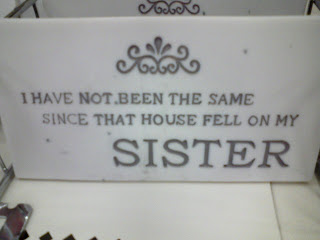 I HAVE NOT.BEEN THE SAME
SINCE THAT HOUSE FELL ON MY
SISTER